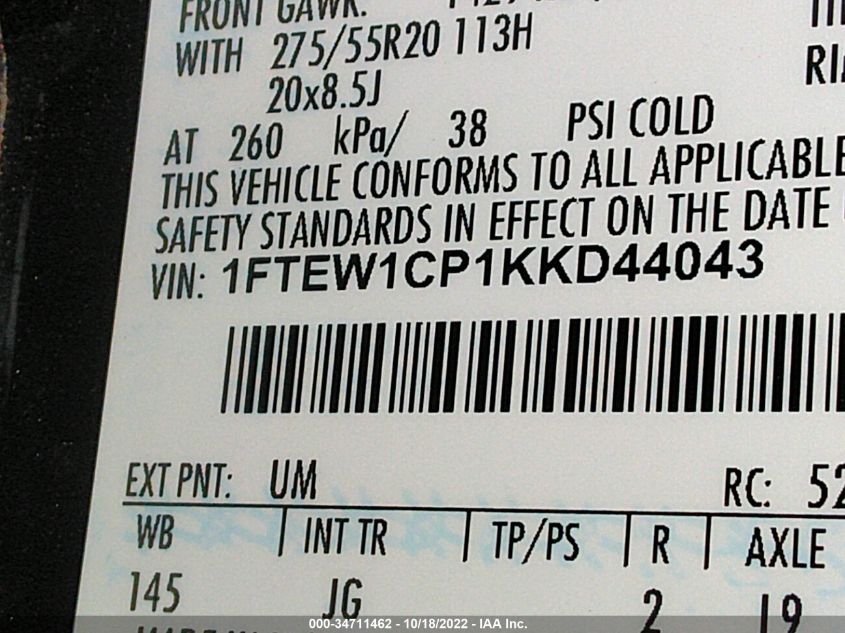 FRONT GAWR:
WITH 275/55R20 113H
20x8.5J
AT 260 kPa/ 38 PSI COLD
THIS VEHICLE CONFORMS TO ALL APPLICABLE
SAFETY STANDARDS IN EFFECT ON THE DATE
VIN: 1FTEW1CP1KKD44043
EXT PNT: UM RC: 52
WB INT TR TP/PS R AXLE
145 JG 2 19
000-34711462 - 10/18/2022 - IAA Inc.